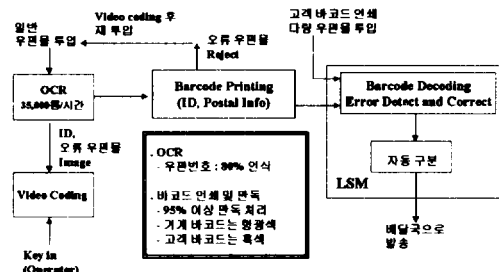 Video coding 후
재 투입
일반
우편물 투입
오류 우편물
Reject
고객 바코드 인쇄
다량 우편물 투입
OCR
35,000통/시간
Barcode Printing
(ID, Postal Info)
Barcode Decoding
Error Detect and Correct
ID,
오류 우편물
Image
Video Coding
Key in
(Operator)
. OCR
- 우편번호 : 80% 인식
. 바코드 인쇄 및 판독
- 95% 이상 판독 처리
- 기계 바코드는 형광색
- 고객 바코드는 흑색
자동 구분
LSM
배달국으로
발송